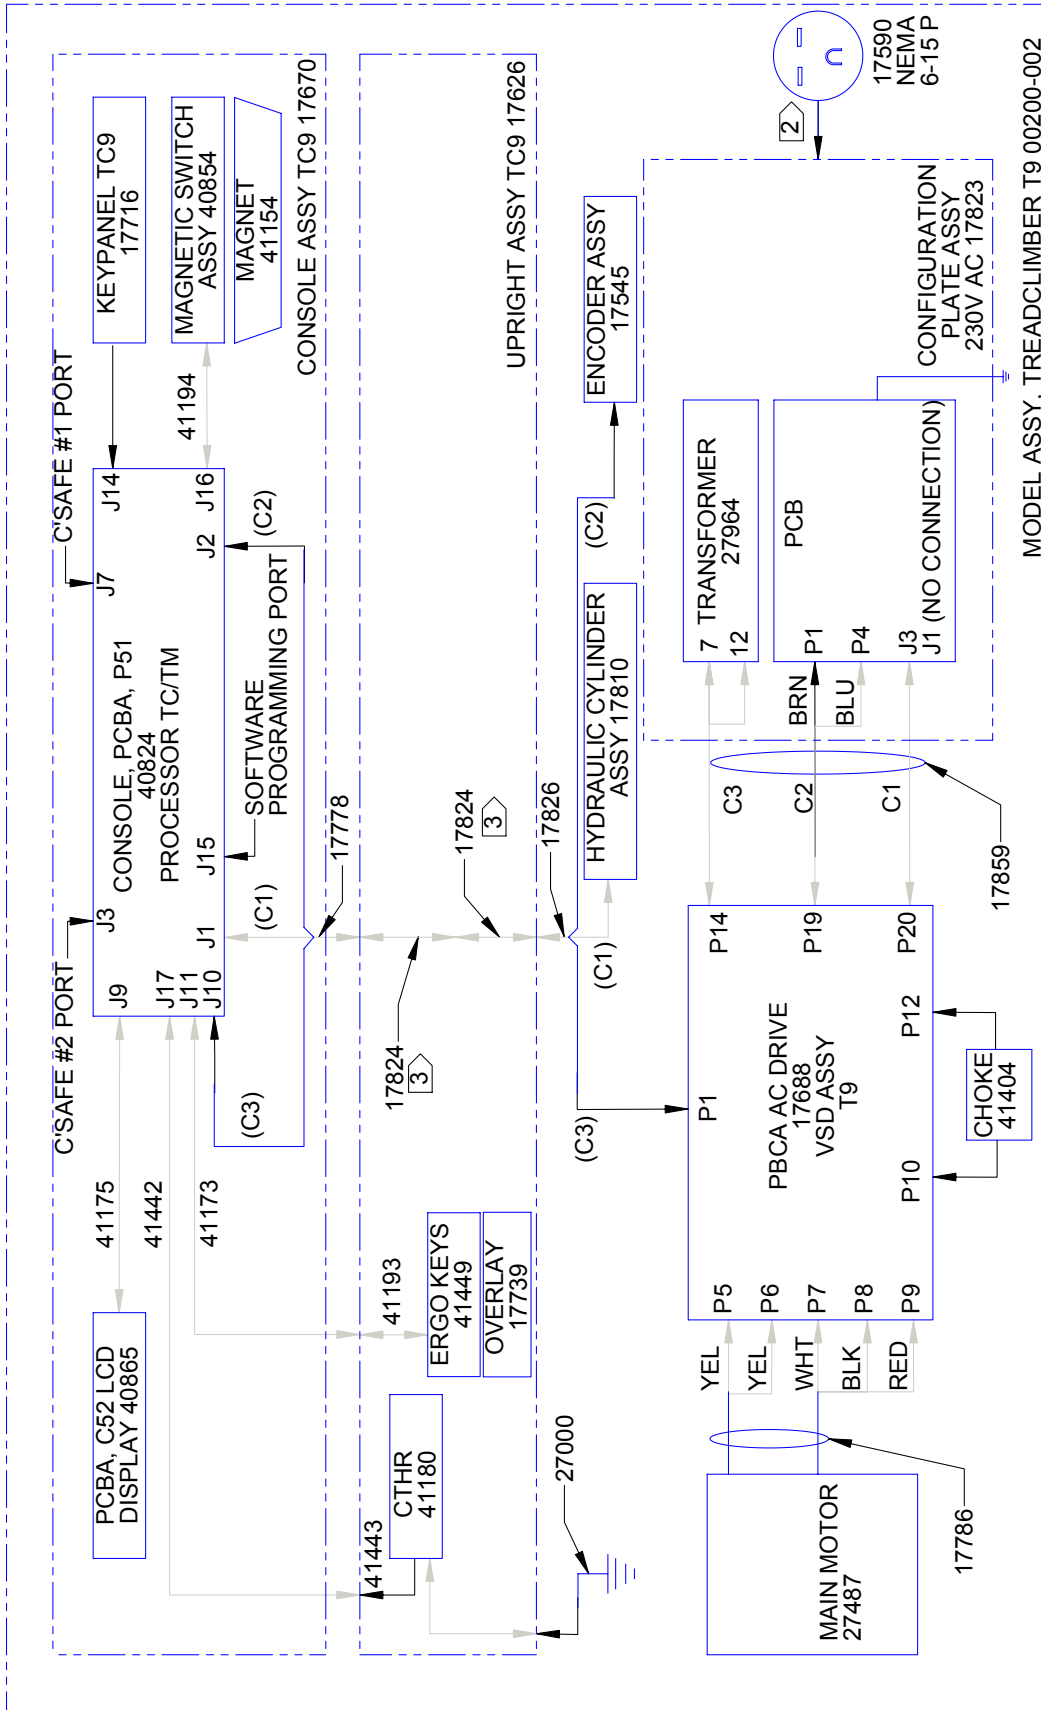 C'SAFE #2 PORT
C'SAFE #1 PORT
PCBA, C52 LCD
DISPLAY 40865
41175
41442
41173
J9
J3
J7
J14
J17
J11
J10
J1
J15
J2
J16
CONSOLE, PCBA, P51
40824
PROCESSOR TC/TM
KEYPANEL TC9
17716
41194
MAGNETIC SWITCH
ASSY 40854
MAGNET
41154
SOFTWARE
PROGRAMMING PORT
(C3)
(C1)
(C2)
17778
CONSOLE ASSY TC9 17670
41443
CTHR
41180
41193
ERGO KEYS
41449
OVERLAY
17739
17824
3
17824
3
UPRIGHT ASSY TC9 17626
27000
17826
(C3)
(C1)
(C2)
HYDRAULIC CYLINDER
ASSY 17810
ENCODER ASSY
17545
MAIN MOTOR
27487
17786
YEL
YEL
WHT
BLK
RED
P5
P6
P7
P8
P9
P1
PBCA AC DRIVE
17688
VSD ASSY
T9
P14
P19
P20
P10
P12
CHOKE
41404
C3
C2
C1
17859
BRN
BLU
7
12
TRANSFORMER
27964
P1
P4
J3
J1 (NO CONNECTION)
PCB
CONFIGURATION
PLATE ASSY
230V AC 17823
2
17590
NEMA
6-15 P
MODEL ASSY. TREADCLIMBER T9 00200-002